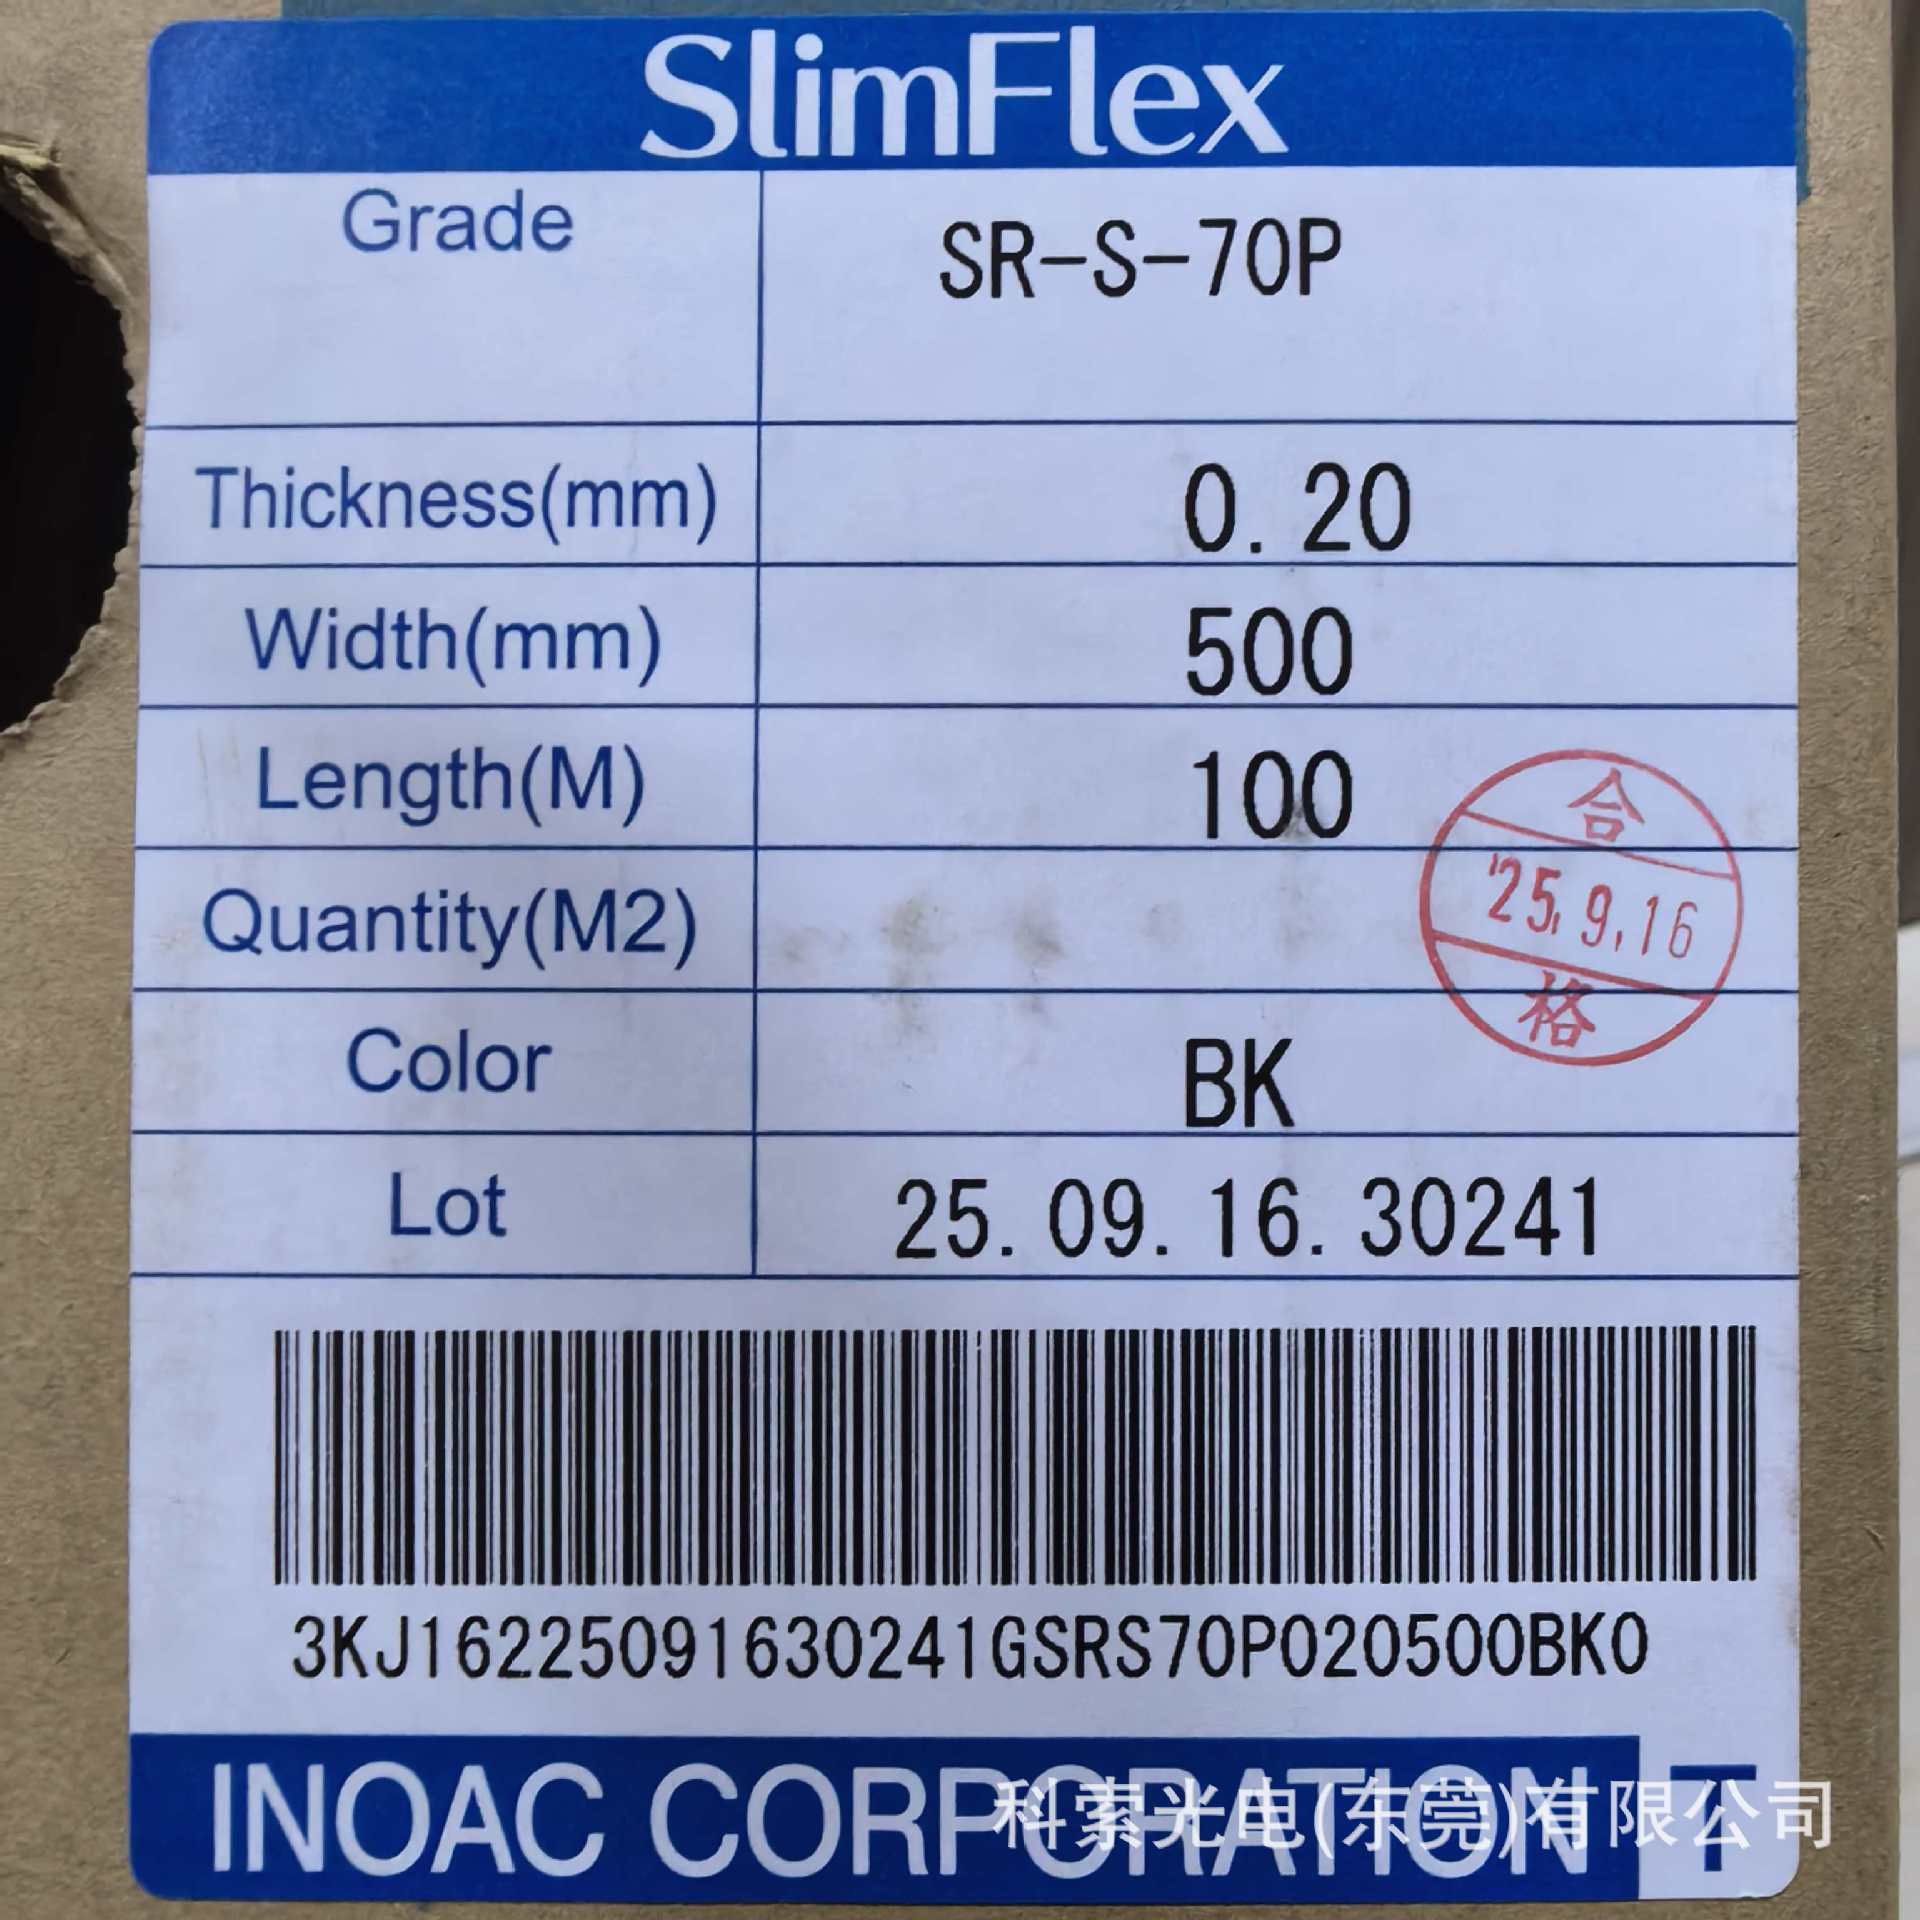 SlimFlex
Grade SR-S-70P
Thickness(mm) 0.20
Width(mm) 500
Length(M) 100
Quantity(M2)
合
'25.9.16
格
Color BK
Lot 25.09.16.30241
3KJ16225091630241GSRS70P020500BK0
INOAC CORPORATION T
科索光电(东莞)有限公司